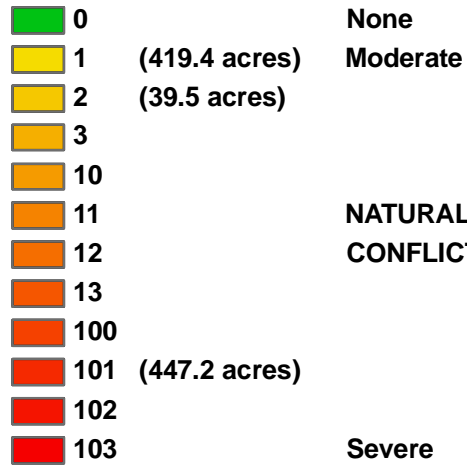 0 None
1 (419.4 acres) Moderate
2 (39.5 acres)
3
10
11 NATURAL
12 CONFLICT
13
100
101 (447.2 acres)
102
103 Severe